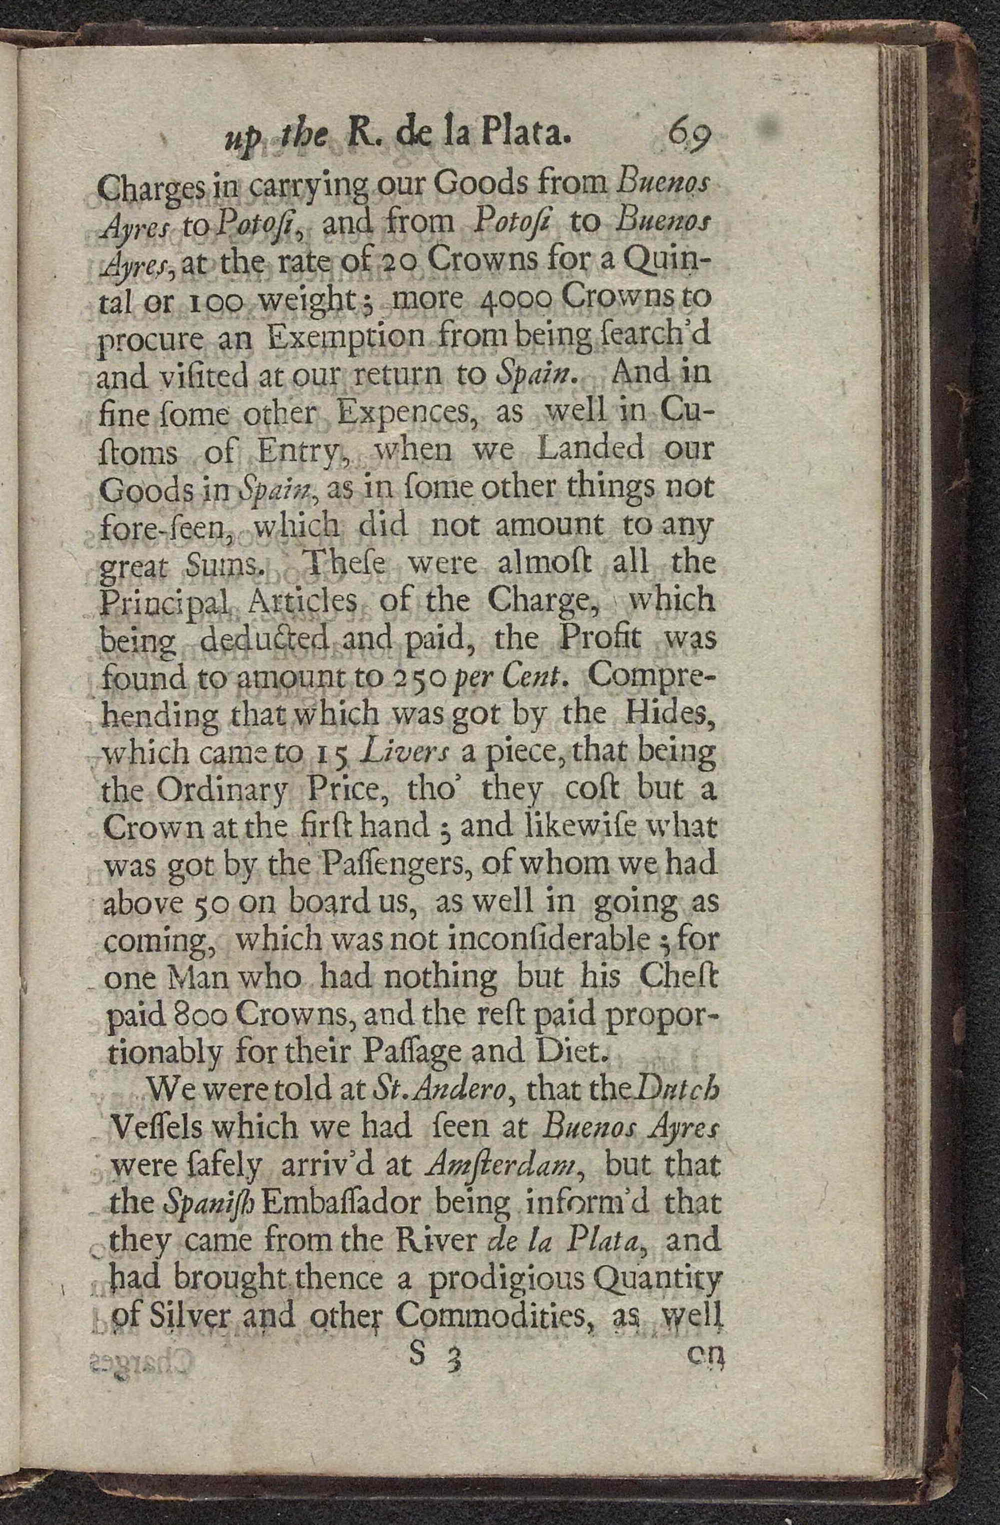 up the R. de la Plata. 69
Charges in carrying our Goods from Buenos
Ayres to Potoſi, and from Potoſi to Buenos
Ayres, at the rate of 20 Crowns for a Quin-
tal or 100 weight; more 4000 Crowns to
procure an Exemption from being ſearch'd
and viſited at our return to Spain. And in
fine ſome other Expences, as well in Cu-
ſtoms of Entry, when we Landed our
Goods in Spain, as in ſome other things not
fore-ſeen, which did not amount to any
great Sums. Theſe were almoſt all the
Principal Articles of the Charge, which
being deducted and paid, the Profit was
found to amount to 250 per Cent. Compre-
hending that which was got by the Hides,
which came to 15 Livers a piece, that being
the Ordinary Price, tho' they coſt but a
Crown at the firſt hand; and likewiſe what
was got by the Paſſengers, of whom we had
above 50 on board us, as well in going as
coming, which was not inconſiderable; for
one Man who had nothing but his Cheſt
paid 800 Crowns, and the reſt paid propor-
tionably for their Paſſage and Diet.
We were told at St. Andero, that the Dutch
Veſſels which we had ſeen at Buenos Ayres
were ſafely arriv'd at Amſterdam, but that
the Spaniſh Embaſſador being inform'd that
they came from the River de la Plata, and
had brought thence a prodigious Quantity
of Silver and other Commodities, as well
S 3 on